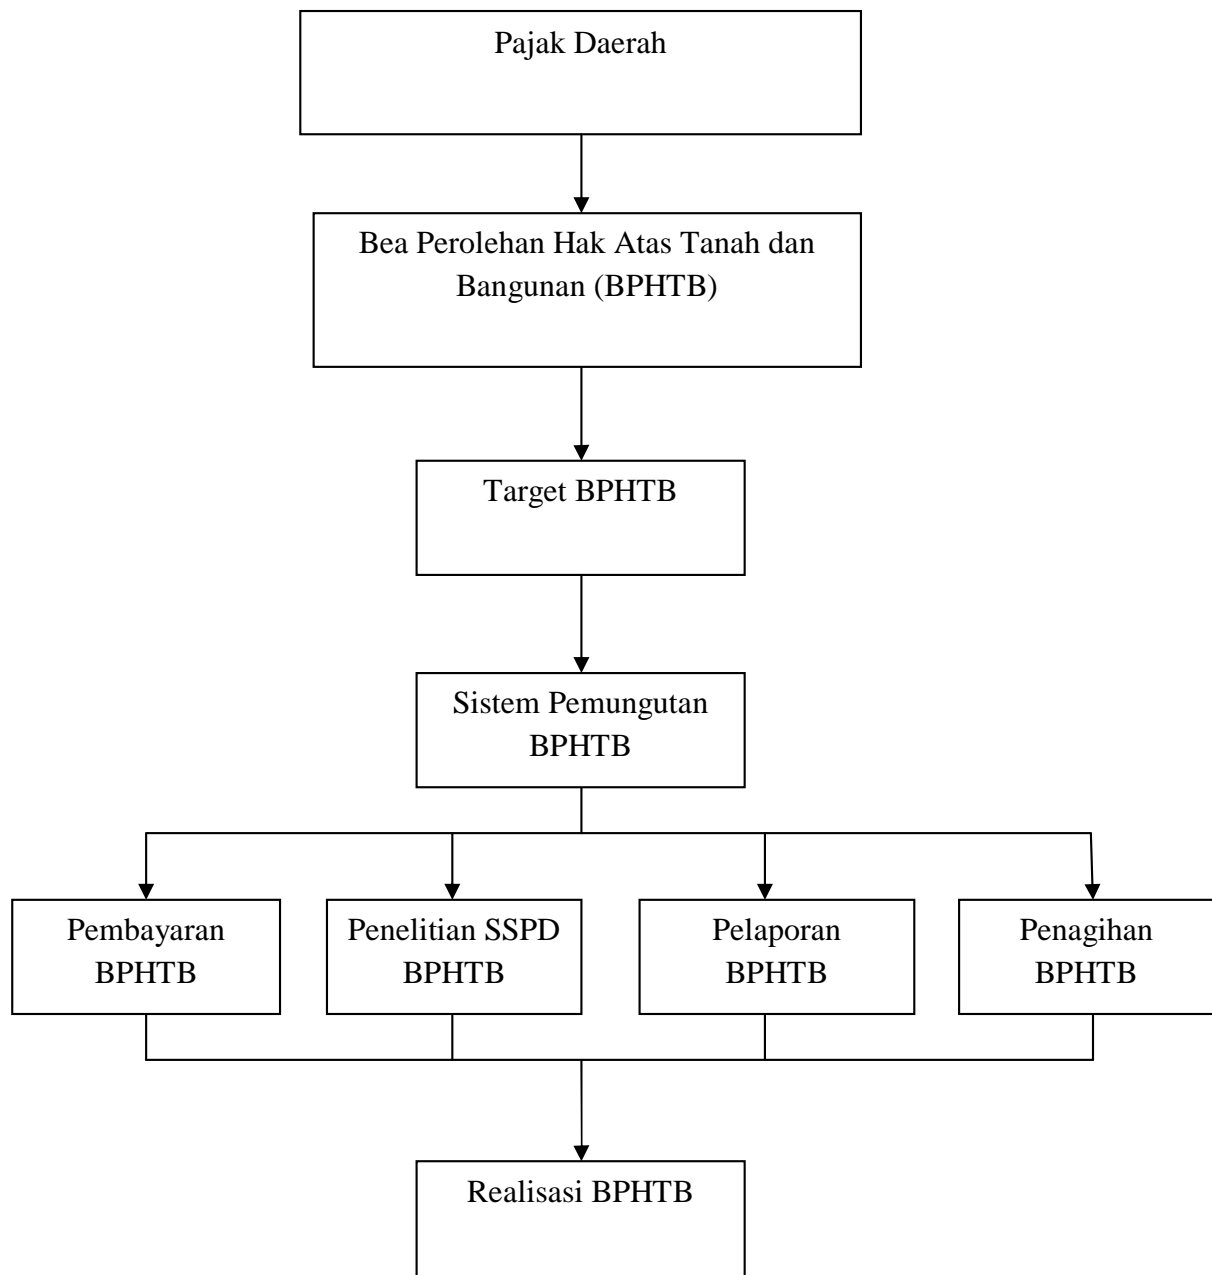 Pajak Daerah
Bea Perolehan Hak Atas Tanah dan
Bangunan (BPHTB)
Target BPHTB
Sistem Pemungutan
BPHTB
Pembayaran
BPHTB
Penelitian SSPD
BPHTB
Pelaporan
BPHTB
Penagihan
BPHTB
Realisasi BPHTB